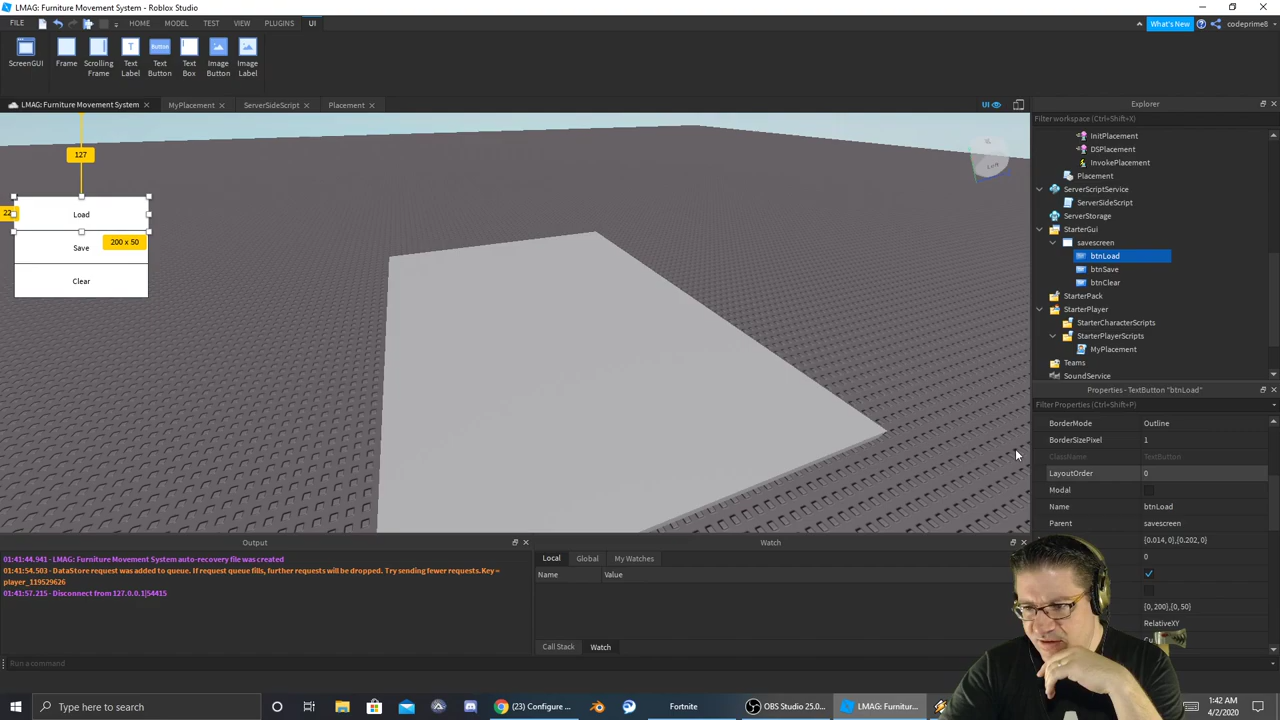 LMAG: Furniture Movement System - Roblox Studio
FILE HOME MODEL TEST VIEW PLUGINS UI
What's New codeprime8
ScreenGUI Frame Scrolling Frame Text Label Text Button Text Box Image Button Image Label
Button T
LMAG: Furniture Movement System MyPlacement ServerSideScript Placement UI
Explorer
Filter workspace (Ctrl+Shift+X)
InitPlacement
DSPlacement
InvokePlacement
Placement
ServerScriptService
ServerSideScript
ServerStorage
StarterGui
savescreen
btnLoad
btnSave
btnClear
StarterPack
StarterPlayer
StarterCharacterScripts
StarterPlayerScripts
MyPlacement
Teams
SoundService
127
22
Load
Save
200 x 50
Clear
Properties - TextButton "btnLoad"
Filter Properties (Ctrl+Shift+P)
BorderMode Outline
BorderSizePixel 1
ClassName TextButton
LayoutOrder 0
Modal
Name btnLoad
Parent savescreen
{0.014, 0},{0.202, 0}
0
{0, 200},{0, 50}
RelativeXY
Output
01:41:44.941 - LMAG: Furniture Movement System auto-recovery file was created
01:41:54.503 - DataStore request was added to queue. If request queue fills, further requests will be dropped. Try sending fewer requests.Key =
player_119529626
01:41:57.215 - Disconnect from 127.0.0.1|54415
Watch
Local Global My Watches
Name Value
Call Stack Watch
Run a command
Type here to search
(23) Configure ...
Fortnite
OBS Studio 25.0...
LMAG: Furnitur...
1:42 AM
4/2/2020